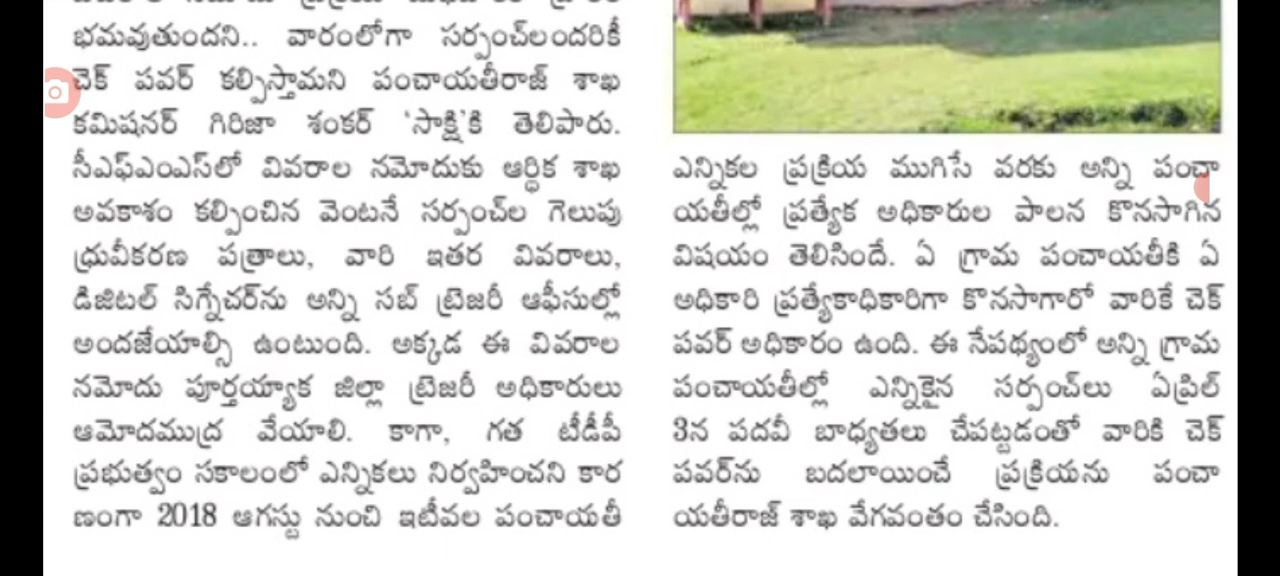 భమవుతుందని.. వారంలోగా సర్పంచ్‌లందరికీ
చెక్ పవర్ కల్పిస్తామని పంచాయతీరాజ్ శాఖ
కమిషనర్ గిరిజా శంకర్ ‘సాక్షి’కి తెలిపారు.
సీఎఫ్ఎంఎస్‌లో వివరాల నమోదుకు ఆర్థిక శాఖ
అవకాశం కల్పించిన వెంటనే సర్పంచ్‌ల గెలుపు
ధ్రువీకరణ పత్రాలు, వారి ఇతర వివరాలు,
డిజిటల్ సిగ్నేచర్‌ను అన్ని సబ్ ట్రెజరీ ఆఫీసుల్లో
అందజేయాల్సి ఉంటుంది. అక్కడ ఈ వివరాల
నమోదు పూర్తయ్యాక జిల్లా ట్రెజరీ అధికారులు
ఆమోదముద్ర వేయాలి. కాగా, గత టీడీపీ
ప్రభుత్వం సకాలంలో ఎన్నికలు నిర్వహించని కార
ణంగా 2018 ఆగస్టు నుంచి ఇటీవల పంచాయతీ
ఎన్నికల ప్రక్రియ ముగిసే వరకు అన్ని పంచా
యతీల్లో ప్రత్యేక అధికారుల పాలన కొనసాగిన
విషయం తెలిసిందే. ఏ గ్రామ పంచాయతీకి ఏ
అధికారి ప్రత్యేకాధికారిగా కొనసాగారో వారికే చెక్
పవర్ అధికారం ఉంది. ఈ నేపథ్యంలో అన్ని గ్రామ
పంచాయతీల్లో ఎన్నికైన సర్పంచ్‌లు ఏప్రిల్
3న పదవీ బాధ్యతలు చేపట్టడంతో వారికి చెక్
పవర్‌ను బదలాయించే ప్రక్రియను పంచా
యతీరాజ్ శాఖ వేగవంతం చేసింది.